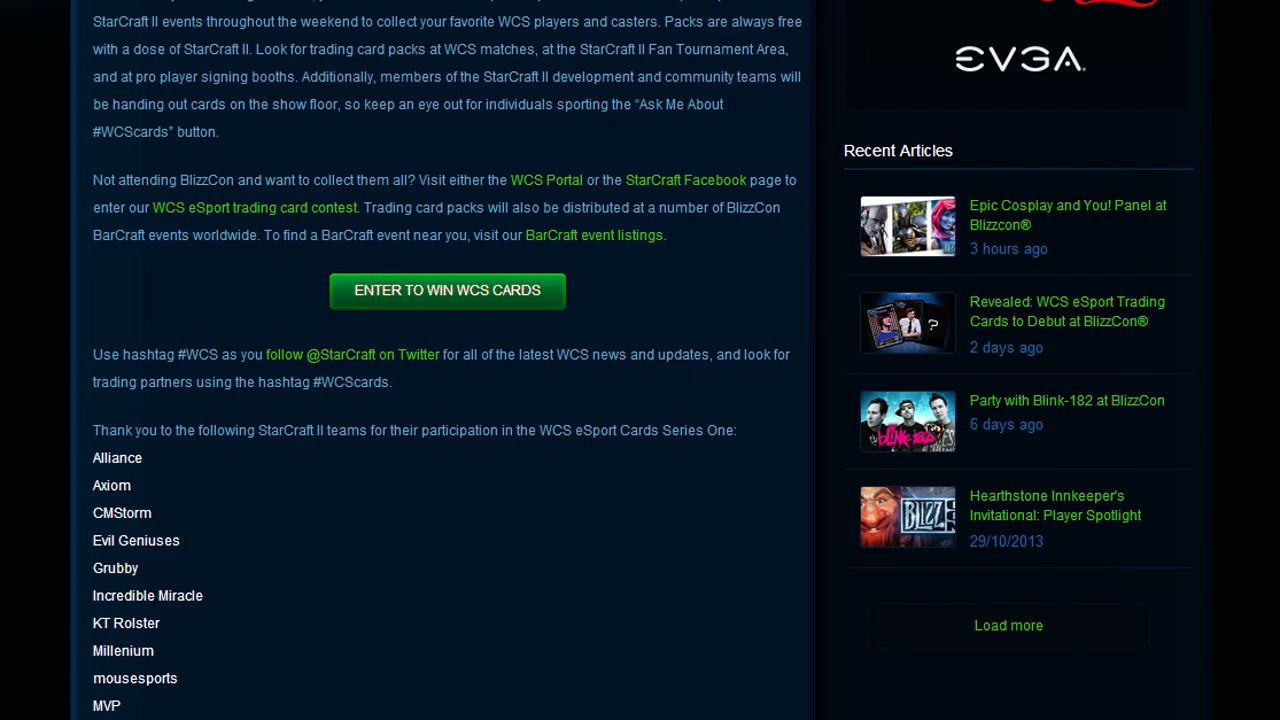 StarCraft II events throughout the weekend to collect your favorite WCS players and casters. Packs are always free
with a dose of StarCraft II. Look for trading card packs at WCS matches, at the StarCraft II Fan Tournament Area,
and at pro player signing booths. Additionally, members of the StarCraft II development and community teams will
be handing out cards on the show floor, so keep an eye out for individuals sporting the “Ask Me About
#WCScards” button.
Not attending BlizzCon and want to collect them all? Visit either the WCS Portal or the StarCraft Facebook page to
enter our WCS eSport trading card contest. Trading card packs will also be distributed at a number of BlizzCon
BarCraft events worldwide. To find a BarCraft event near you, visit our BarCraft event listings.
ENTER TO WIN WCS CARDS
Use hashtag #WCS as you follow @StarCraft on Twitter for all of the latest WCS news and updates, and look for
trading partners using the hashtag #WCScards.
Thank you to the following StarCraft II teams for their participation in the WCS eSport Cards Series One:
Alliance
Axiom
CMStorm
Evil Geniuses
Grubby
Incredible Miracle
KT Rolster
Millenium
mousesports
MVP
EVGA
Recent Articles
Epic Cosplay and You! Panel at
Blizzcon®
3 hours ago
?
Revealed: WCS eSport Trading
Cards to Debut at BlizzCon®
2 days ago
blink-182
Party with Blink-182 at BlizzCon
6 days ago
BLIZZ
Hearthstone Innkeeper's
Invitational: Player Spotlight
29/10/2013
Load more